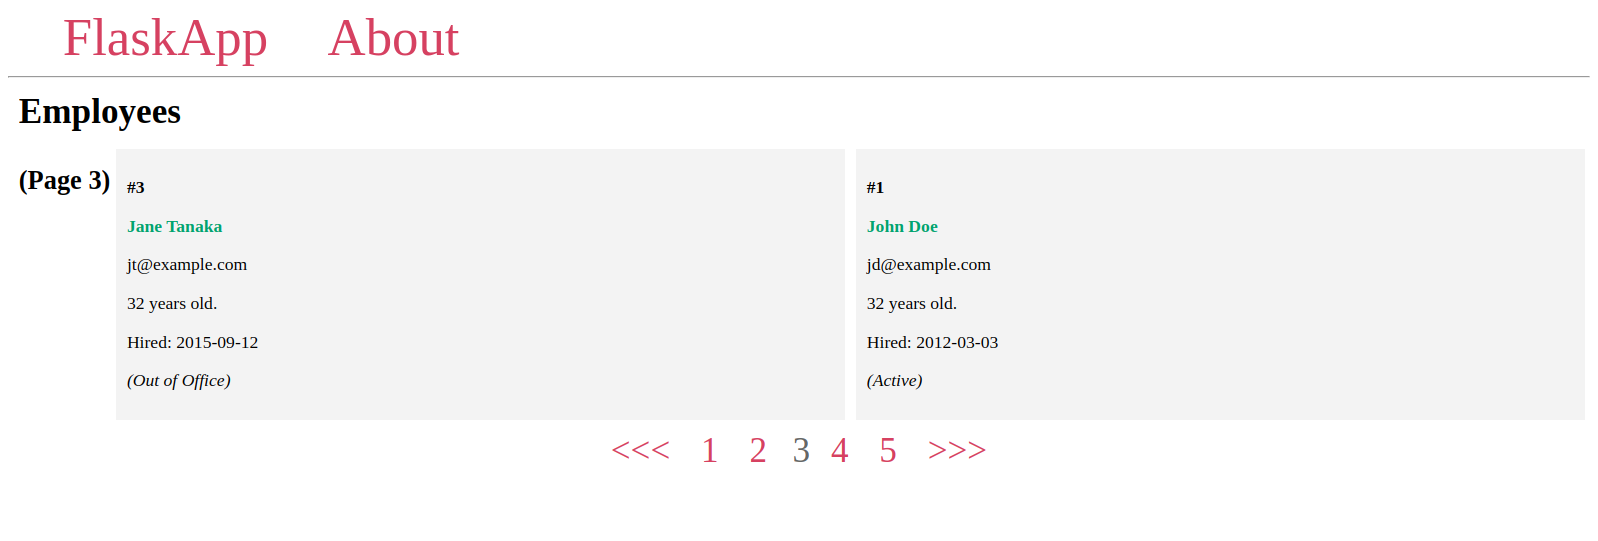 FlaskApp About
Employees
(Page 3)
#3
Jane Tanaka
jt@example.com
32 years old.
Hired: 2015-09-12
(Out of Office)
#1
John Doe
jd@example.com
32 years old.
Hired: 2012-03-03
(Active)
<<< 1 2 3 4 5 >>>